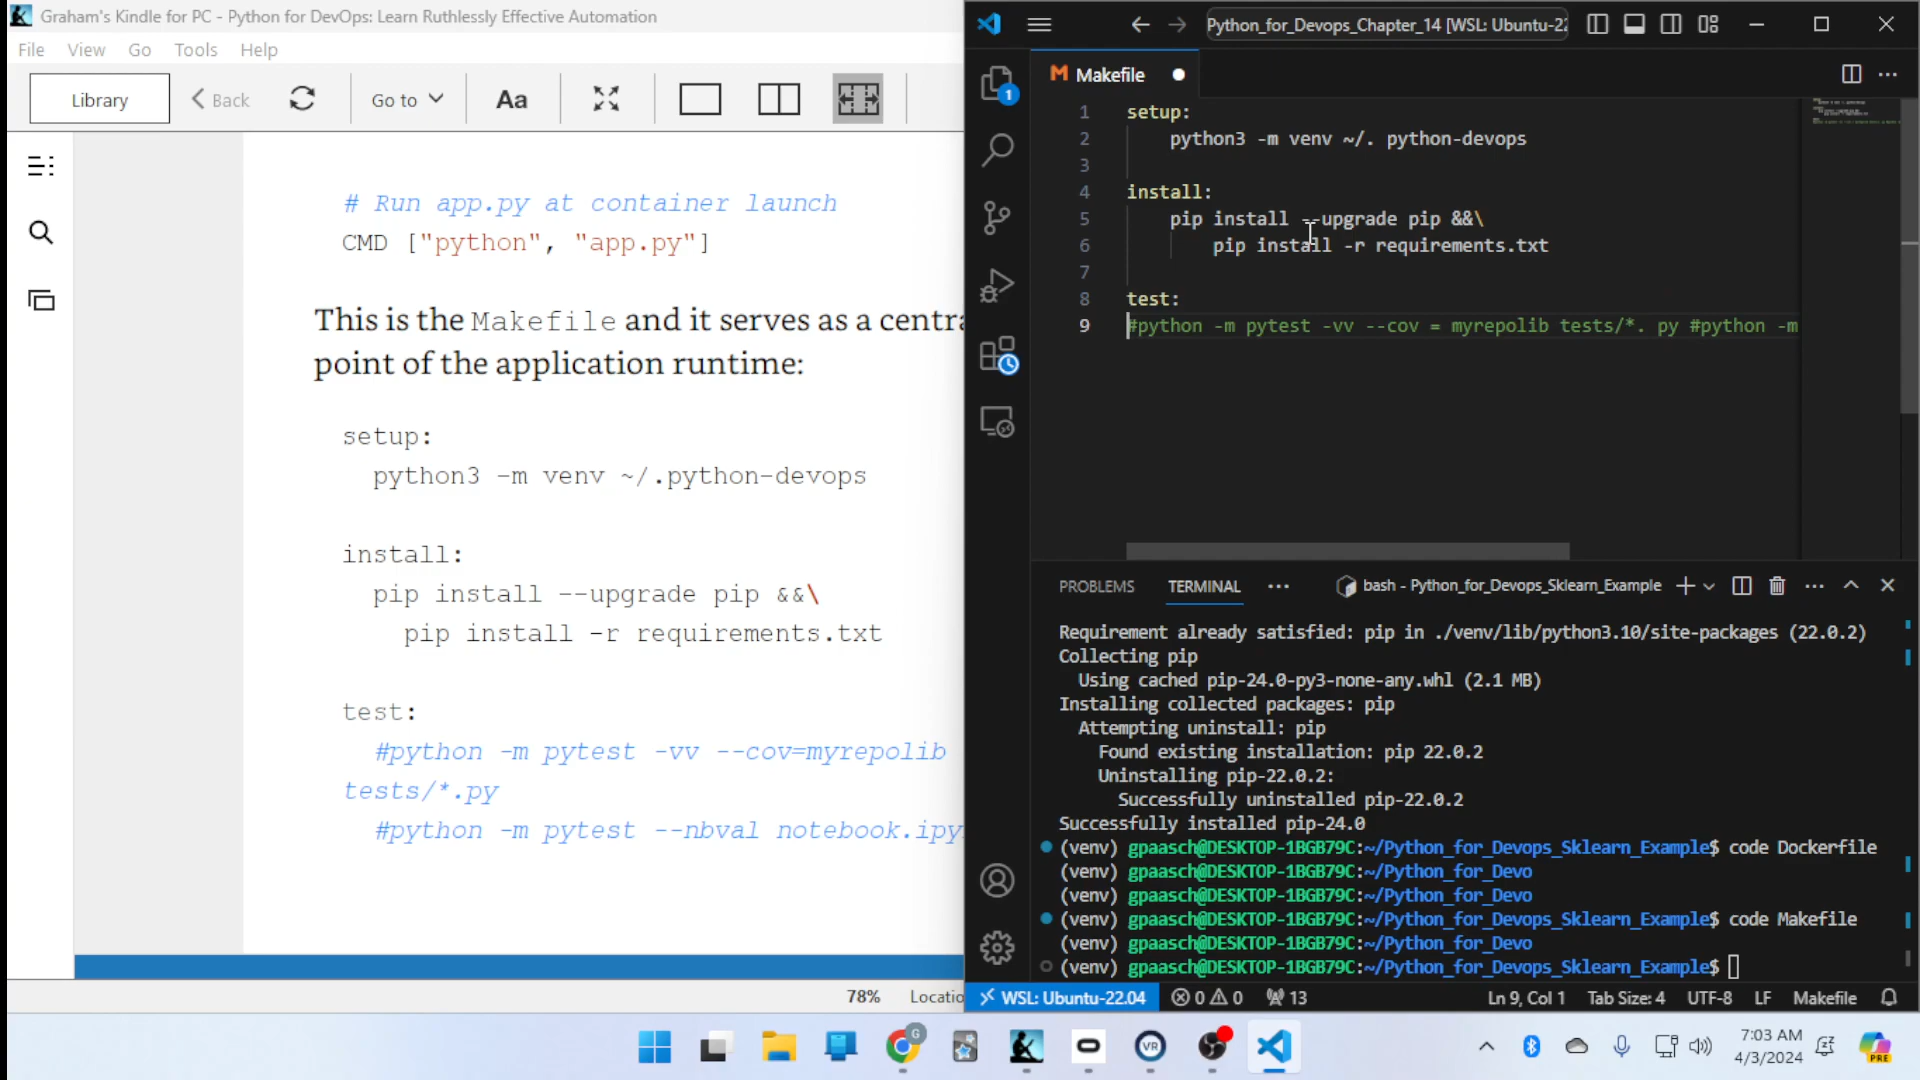 Graham's Kindle for PC - Python for DevOps: Learn Ruthlessly Effective Automation
File View Go Tools Help
Library Back Go to Aa
# Run app.py at container launch
CMD ["python", "app.py"]
This is the Makefile and it serves as a centra
point of the application runtime:
setup:
python3 -m venv ~/.python-devops
install:
pip install --upgrade pip &&\
pip install -r requirements.txt
test:
#python -m pytest -vv --cov=myrepolib
tests/*.py
#python -m pytest --nbval notebook.ipy
78% Locatio
Python_for_Devops_Chapter_14 [WSL: Ubuntu-22
1
M Makefile
1 setup:
2 python3 -m venv ~/. python-devops
3
4 install:
5 pip install --upgrade pip &&\
6 pip install -r requirements.txt
7
8 test:
9 #python -m pytest -vv --cov = myrepolib tests/*. py #python -m
PROBLEMS TERMINAL ··· bash - Python_for_Devops_Sklearn_Example
Requirement already satisfied: pip in ./venv/lib/python3.10/site-packages (22.0.2)
Collecting pip
Using cached pip-24.0-py3-none-any.whl (2.1 MB)
Installing collected packages: pip
Attempting uninstall: pip
Found existing installation: pip 22.0.2
Uninstalling pip-22.0.2:
Successfully uninstalled pip-22.0.2
Successfully installed pip-24.0
(venv) gpaasch@DESKTOP-1BGB79C:~/Python_for_Devops_Sklearn_Example$ code Dockerfile
(venv) gpaasch@DESKTOP-1BGB79C:~/Python_for_Devo
(venv) gpaasch@DESKTOP-1BGB79C:~/Python_for_Devo
(venv) gpaasch@DESKTOP-1BGB79C:~/Python_for_Devops_Sklearn_Example$ code Makefile
(venv) gpaasch@DESKTOP-1BGB79C:~/Python_for_Devo
(venv) gpaasch@DESKTOP-1BGB79C:~/Python_for_Devops_Sklearn_Example$
WSL: Ubuntu-22.04 0 0 13 Ln 9, Col 1 Tab Size: 4 UTF-8 LF Makefile
G VR 7:03 AM
4/3/2024 PRE